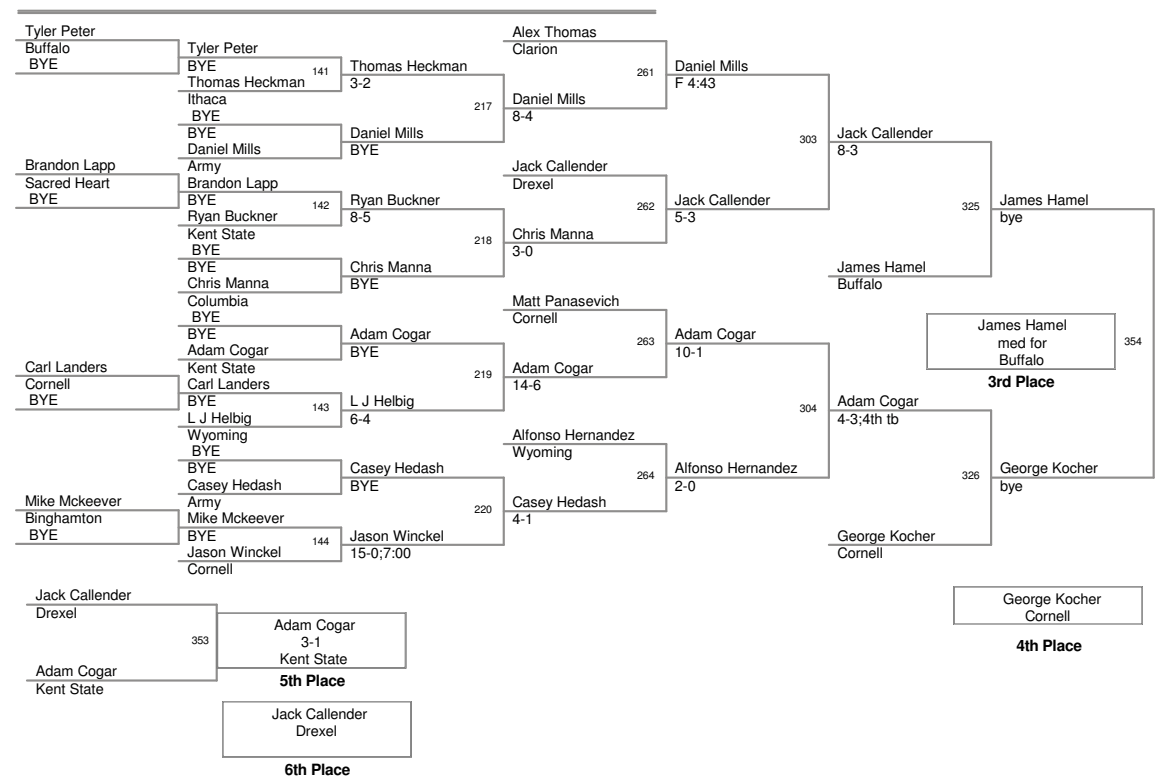 Tyler Peter
Buffalo
BYE
Brandon Lapp
Sacred Heart
BYE
Carl Landers
Cornell
BYE
Mike Mckeever
Binghamton
BYE
Tyler Peter
BYE
141
Thomas Heckman
Ithaca
BYE
BYE
Daniel Mills
Army
Brandon Lapp
BYE
142
Ryan Buckner
Kent State
BYE
BYE
Chris Manna
Columbia
BYE
BYE
Adam Cogar
Kent State
Carl Landers
BYE
143
L J Helbig
Wyoming
BYE
BYE
Casey Hedash
Army
Mike Mckeever
BYE
144
Jason Winckel
Cornell
Thomas Heckman
3-2
217
Daniel Mills
BYE
Ryan Buckner
8-5
218
Chris Manna
BYE
Adam Cogar
BYE
219
L J Helbig
6-4
Casey Hedash
BYE
220
Jason Winckel
15-0;7:00
Alex Thomas
Clarion
261
Daniel Mills
8-4
Jack Callender
Drexel
262
Chris Manna
3-0
Matt Panasevich
Cornell
263
Adam Cogar
14-6
Alfonso Hernandez
Wyoming
264
Casey Hedash
4-1
Daniel Mills
F 4:43
303
Jack Callender
5-3
Adam Cogar
10-1
304
Alfonso Hernandez
2-0
Jack Callender
8-3
325
James Hamel
Buffalo
Adam Cogar
4-3;4th tb
326
George Kocher
Cornell
James Hamel
bye
354
George Kocher
bye
James Hamel
med for
Buffalo
3rd Place
George Kocher
Cornell
4th Place
Jack Callender
Drexel
353
Adam Cogar
Kent State
Adam Cogar
3-1
Kent State
5th Place
Jack Callender
Drexel
6th Place